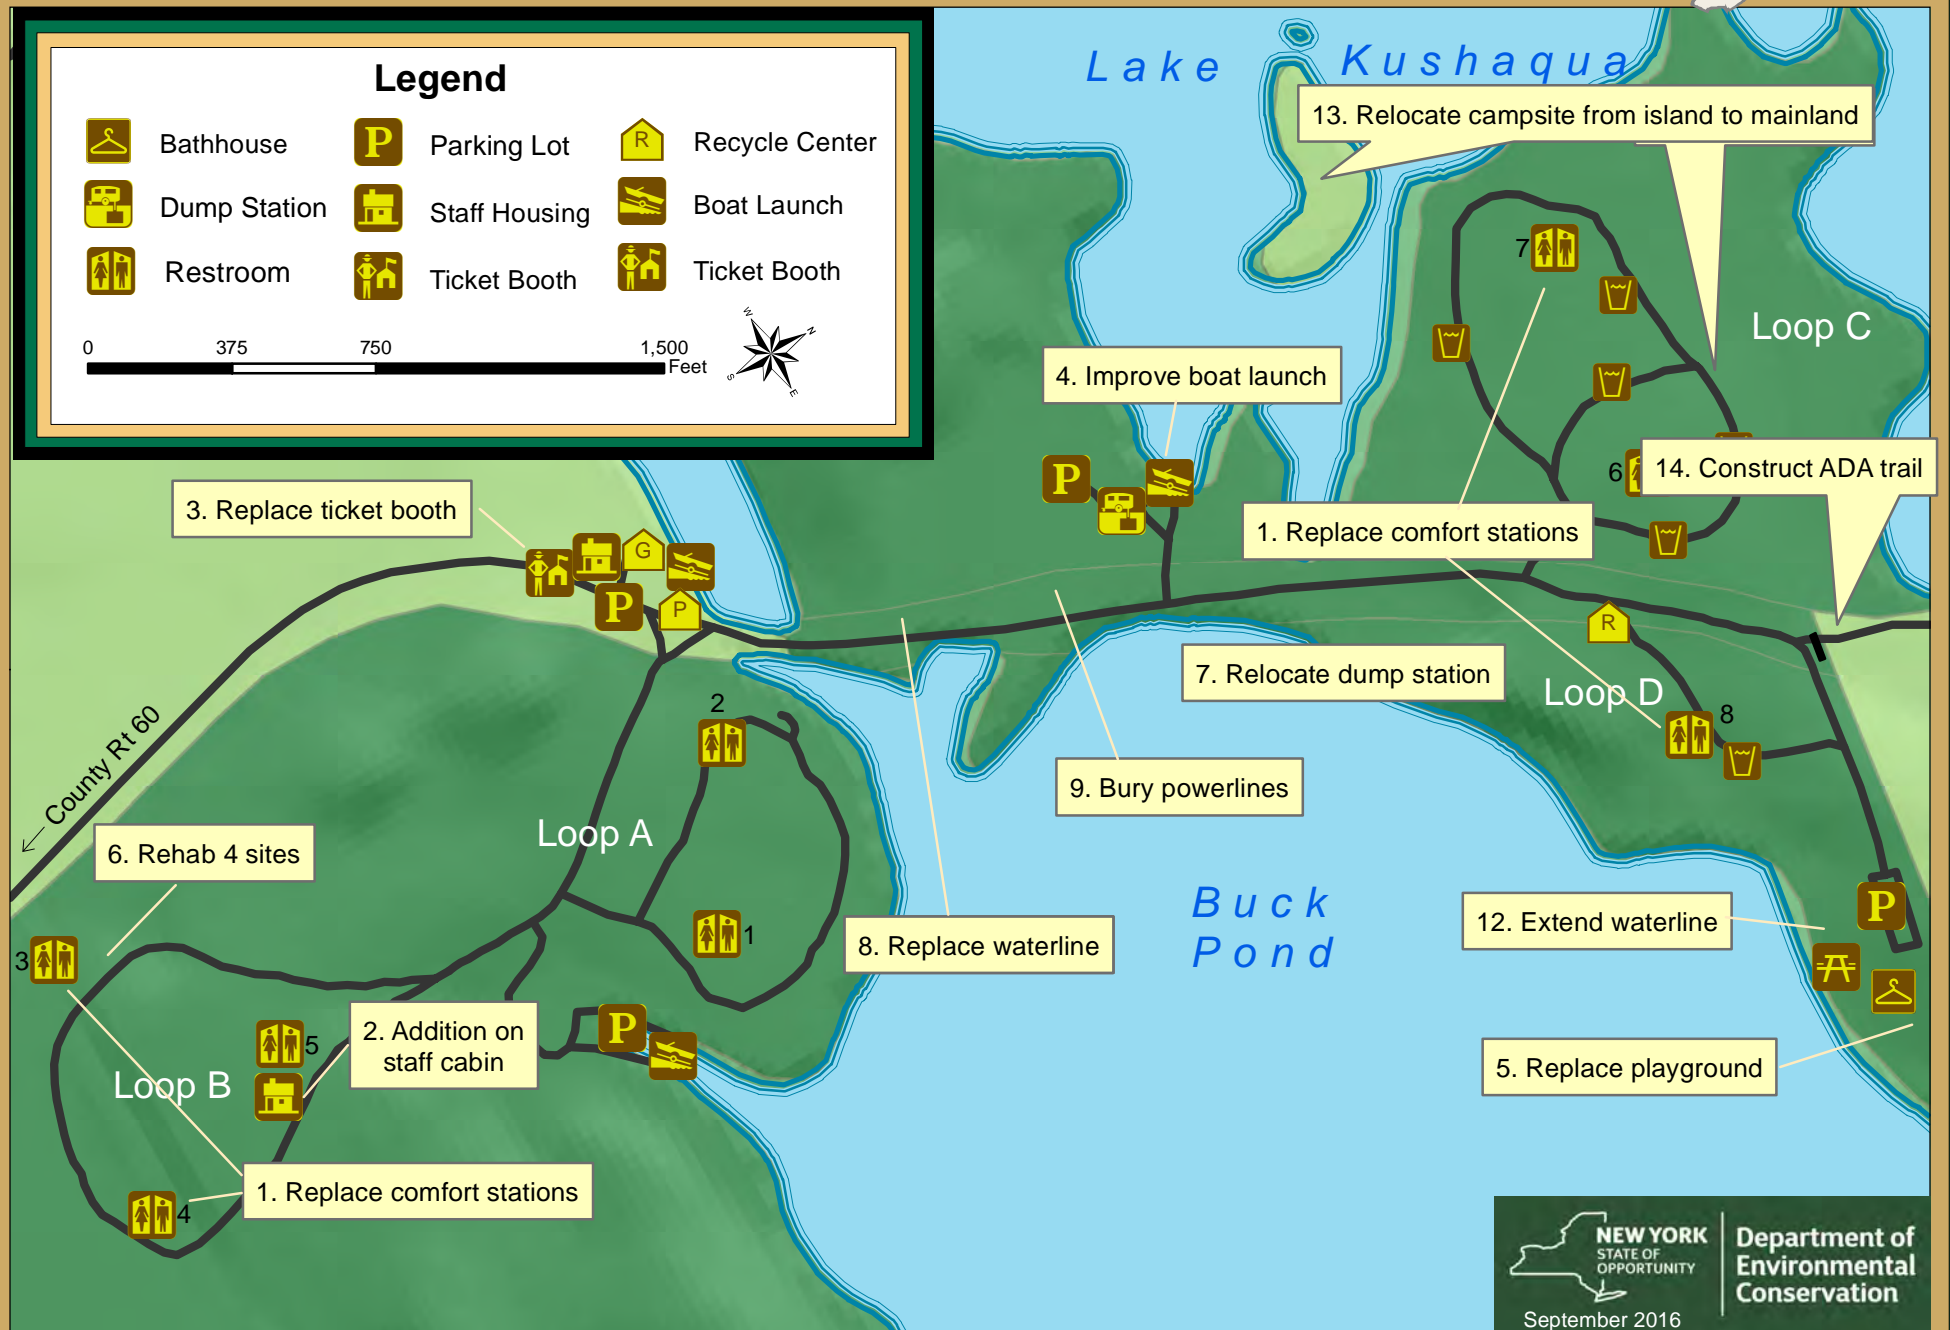 Legend
Bathhouse
Parking Lot
R
Recycle Center
Dump Station
Staff Housing
Boat Launch
Restroom
Ticket Booth
Ticket Booth
0 375 750 1,500
Feet
W
N
S
E
Lake Kushaqua
13. Relocate campsite from island to mainland
7
Loop C
4. Improve boat launch
P
6
14. Construct ADA trail
3. Replace ticket booth
1. Replace comfort stations
G
P
P
R
7. Relocate dump station
Loop D
8
2
County Rt 60
9. Bury powerlines
Loop A
6. Rehab 4 sites
Buck
Pond
P
12. Extend waterline
1
8. Replace waterline
3
P
2. Addition on
staff cabin
5
Loop B
5. Replace playground
1. Replace comfort stations
4
NEW YORK
STATE OF
OPPORTUNITY
Department of
Environmental
Conservation
September 2016